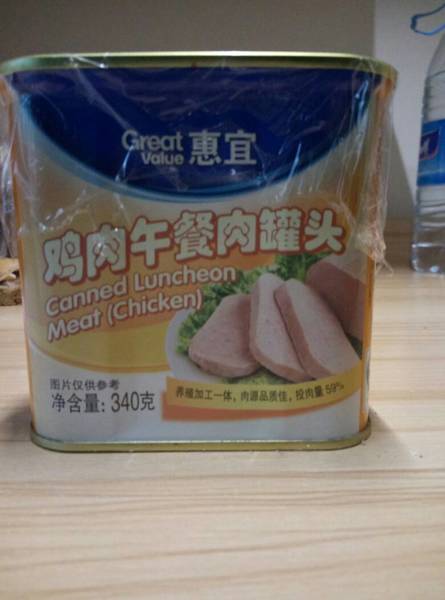 Great
Value 惠宜
鸡肉午餐肉罐头
Canned Luncheon
Meat (Chicken)
图片仅供参考
净含量: 340克
养殖加工一体，肉源品质佳，投肉量59%